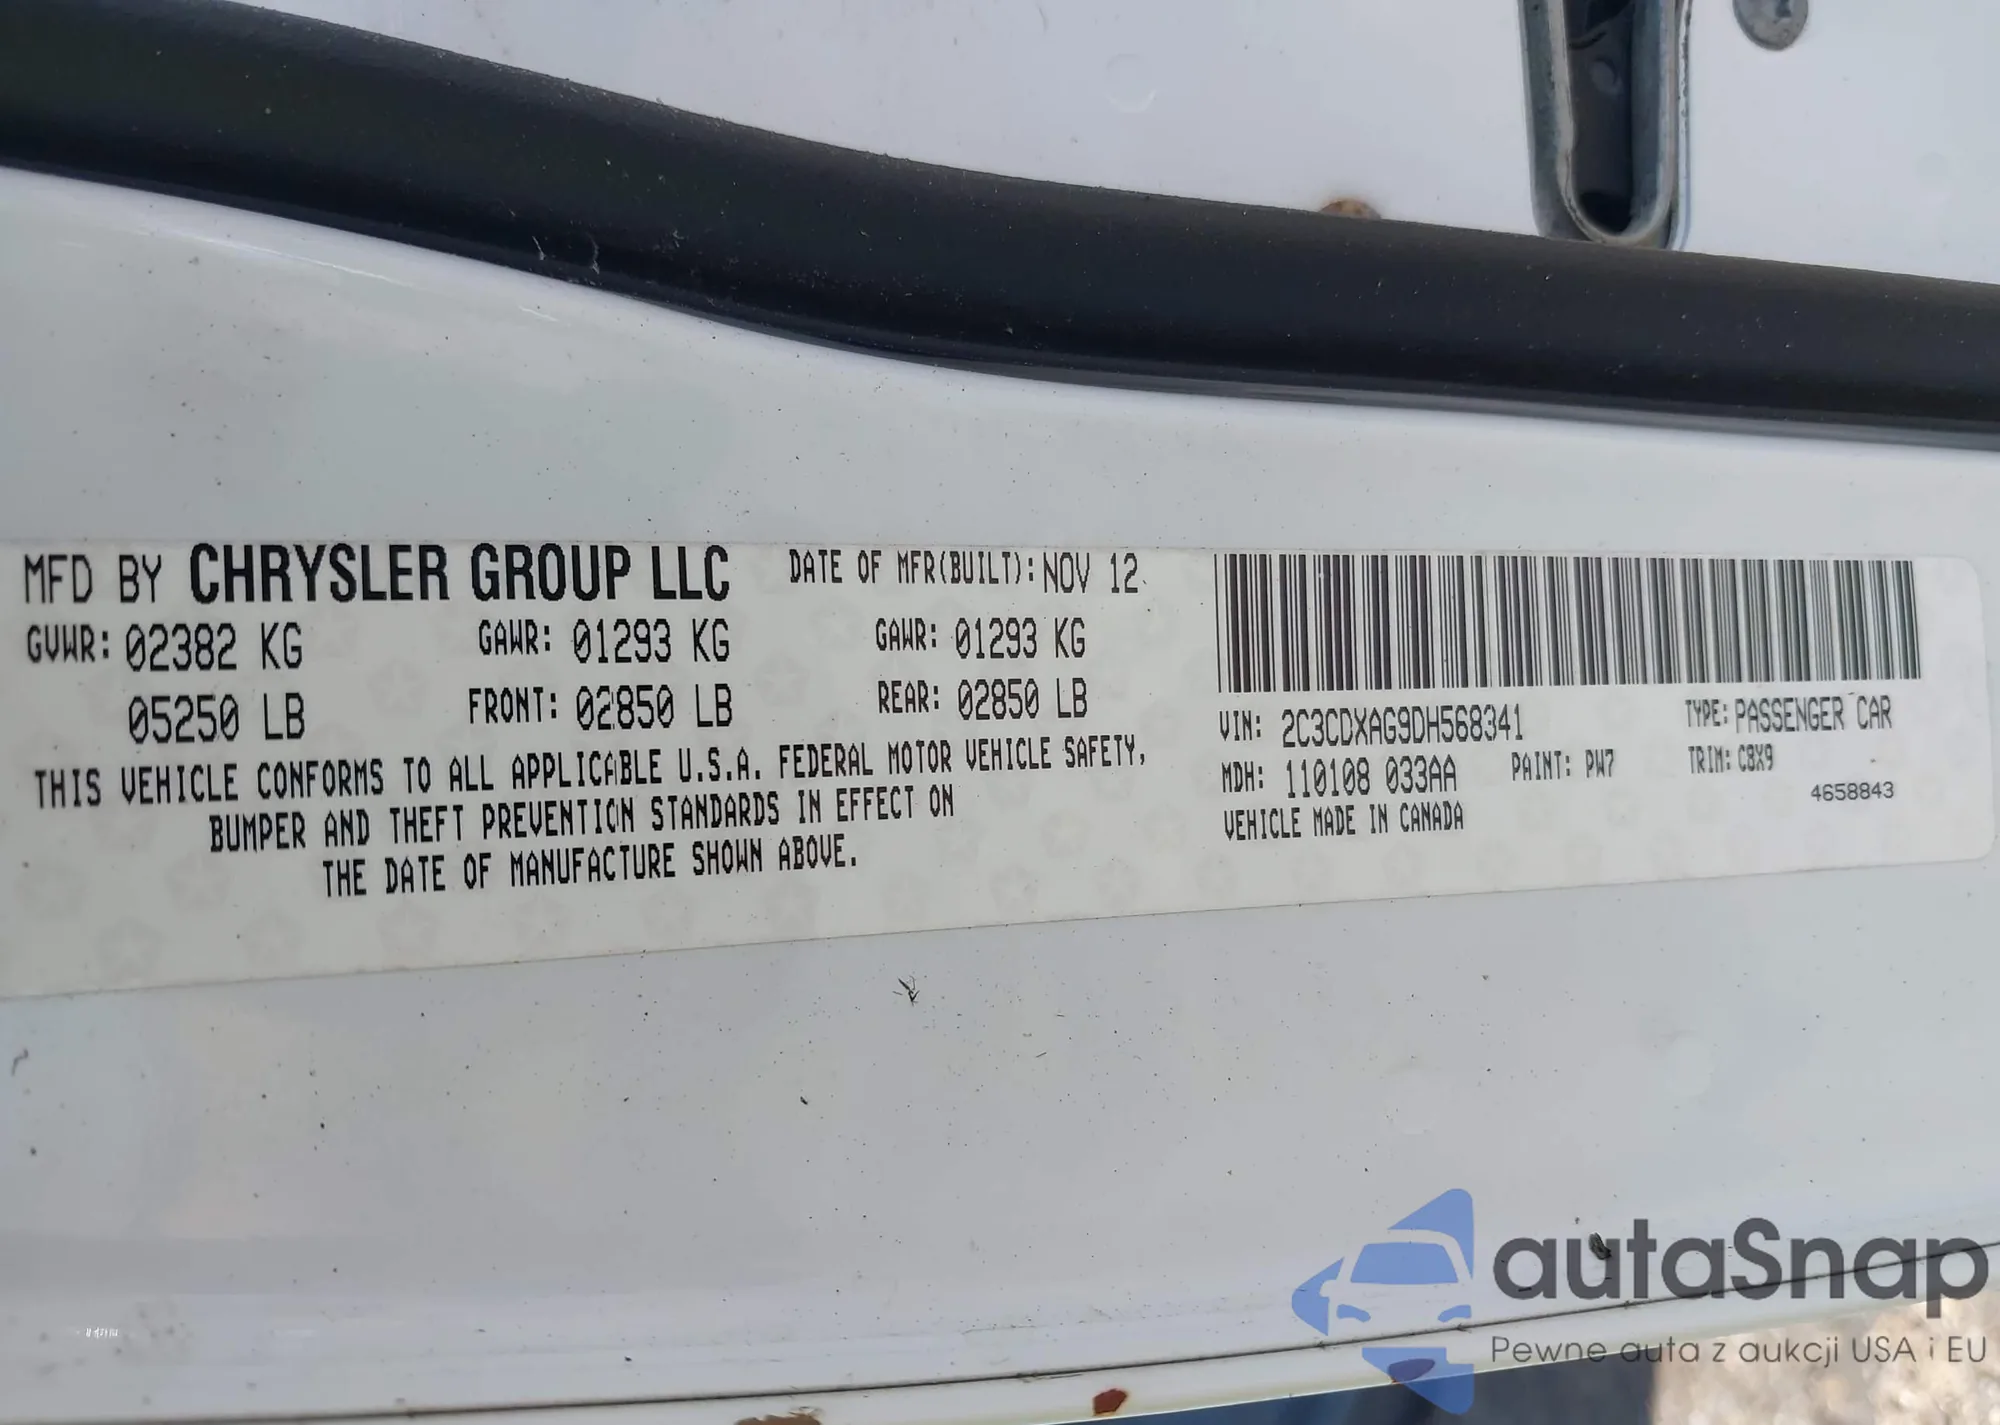 MFD BY CHRYSLER GROUP LLC DATE OF MFR(BUILT): NOV 12
GVWR: 02382 KG GAWR: 01293 KG GAWR: 01293 KG
05250 LB FRONT: 02850 LB REAR: 02850 LB
THIS VEHICLE CONFORMS TO ALL APPLICABLE U.S.A. FEDERAL MOTOR VEHICLE SAFETY,
BUMPER AND THEFT PREVENTION STANDARDS IN EFFECT ON
THE DATE OF MANUFACTURE SHOWN ABOVE.
VIN: 2C3CDXAG9DH568341 TYPE: PASSENGER CAR
MDH: 110108 033AA PAINT: PW7 TRIM: C8X9
VEHICLE MADE IN CANADA 4658843
autaSnap
Pewne auta z aukcji USA i EU